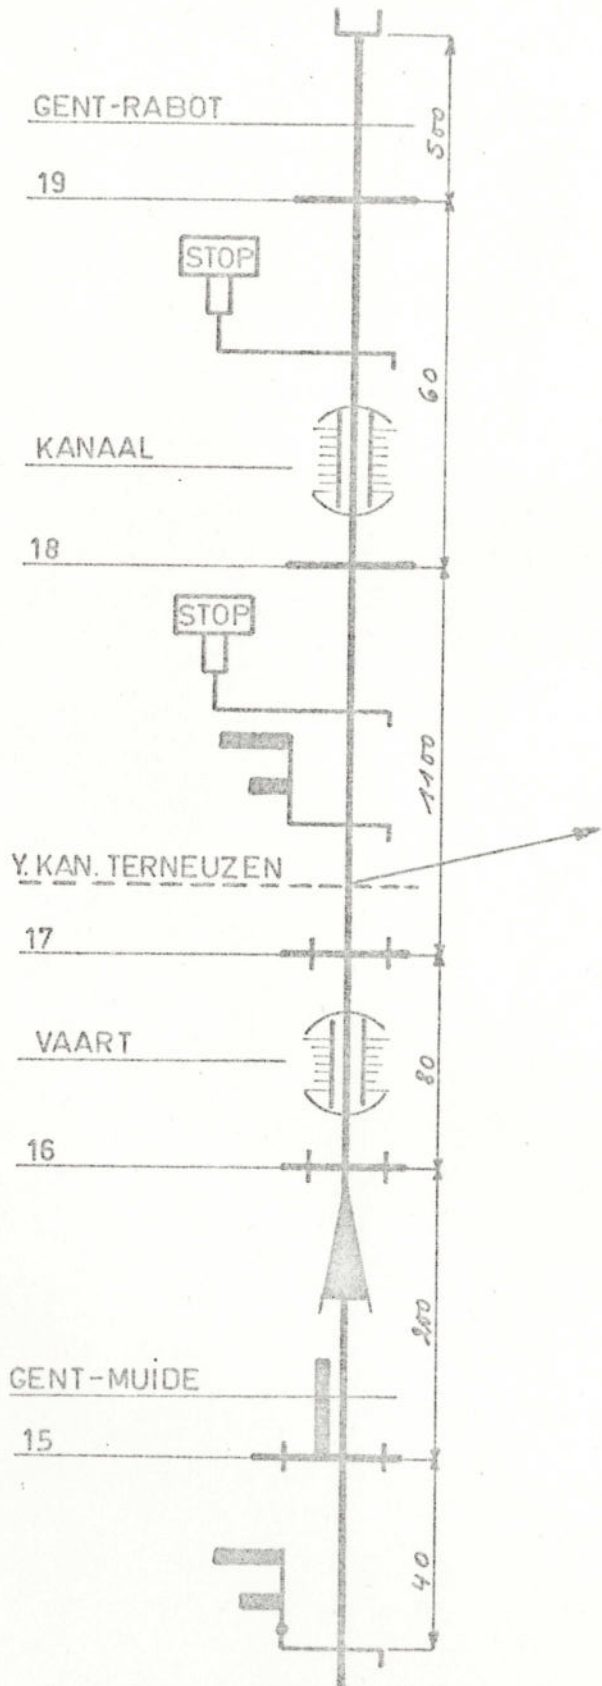 GENT-RABOT
500
19
STOP
60
KANAAL
18
STOP
1100
Y. KAN. TERNEUZEN
17
VAART
80
16
200
GENT-MUIDE
15
40